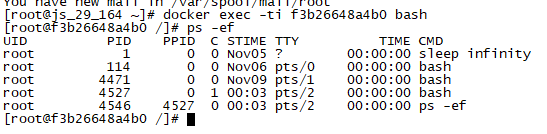 You have new mail in /var/spool/mail/root
[root@js_29_164 ~]# docker exec -ti f3b26648a4b0 bash
[root@f3b26648a4b0 /]# ps -ef
UID PID PPID C STIME TTY TIME CMD
root 1 0 0 Nov05 ? 00:00:00 sleep infinity
root 114 0 0 Nov06 pts/0 00:00:00 bash
root 4471 0 0 Nov09 pts/1 00:00:00 bash
root 4527 0 1 00:03 pts/2 00:00:00 bash
root 4546 4527 0 00:03 pts/2 00:00:00 ps -ef
[root@f3b26648a4b0 /]#